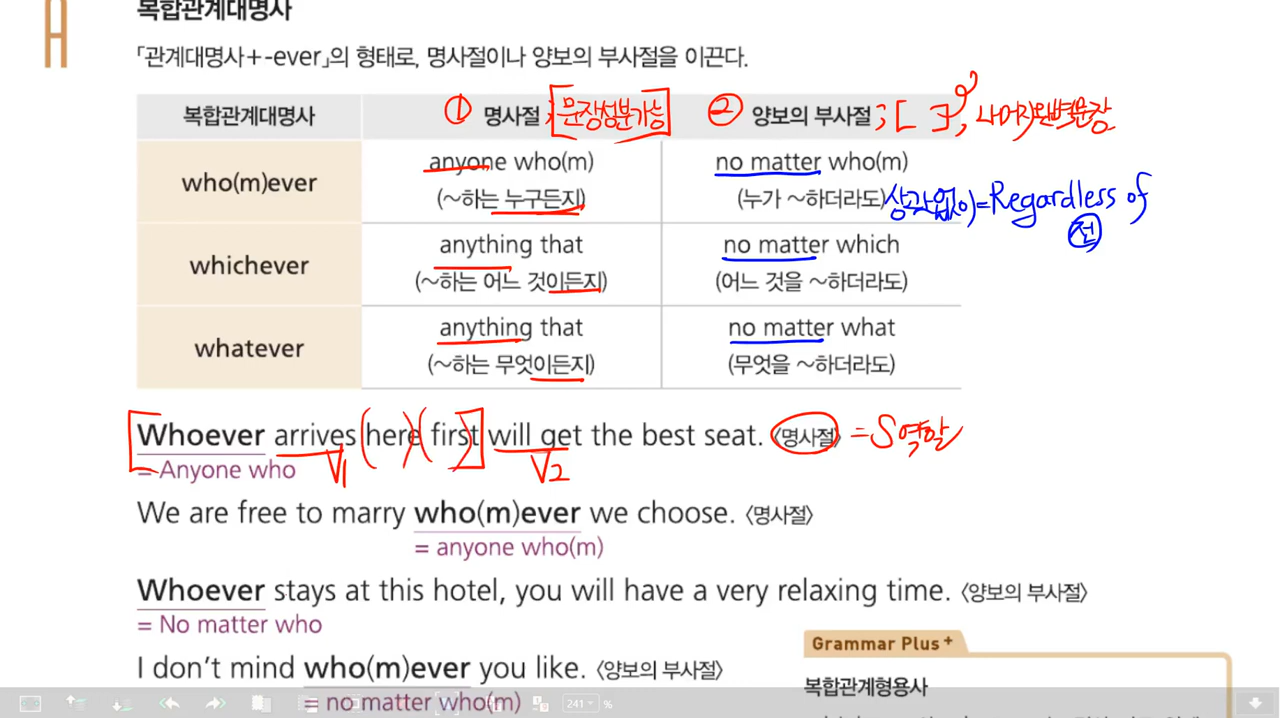 A
복합관계대명사
「관계대명사+-ever」의 형태로, 명사절이나 양보의 부사절을 이끈다.
복합관계대명사 ① 명사절 ; [문장성분가능] ② 양보의 부사절 ; [ ], 나머지완벽문장
who(m)ever
anyone who(m)
(~하는 누구든지)
no matter who(m)
(누가 ~하더라도)
상관없이=Regardless of
전
whichever
anything that
(~하는 어느 것이든지)
no matter which
(어느 것을 ~하더라도)
whatever
anything that
(~하는 무엇이든지)
no matter what
(무엇을 ~하더라도)
[Whoever arrives (here)(first] will get the best seat. 〈명사절〉 = S역할
= Anyone who V1 V2
We are free to marry who(m)ever we choose. 〈명사절〉
= anyone who(m)
Whoever stays at this hotel, you will have a very relaxing time. 〈양보의 부사절〉
= No matter who
I don't mind who(m)ever you like. 〈양보의 부사절〉
= no matter who(m)
Grammar Plus+
복합관계형용사
241 %